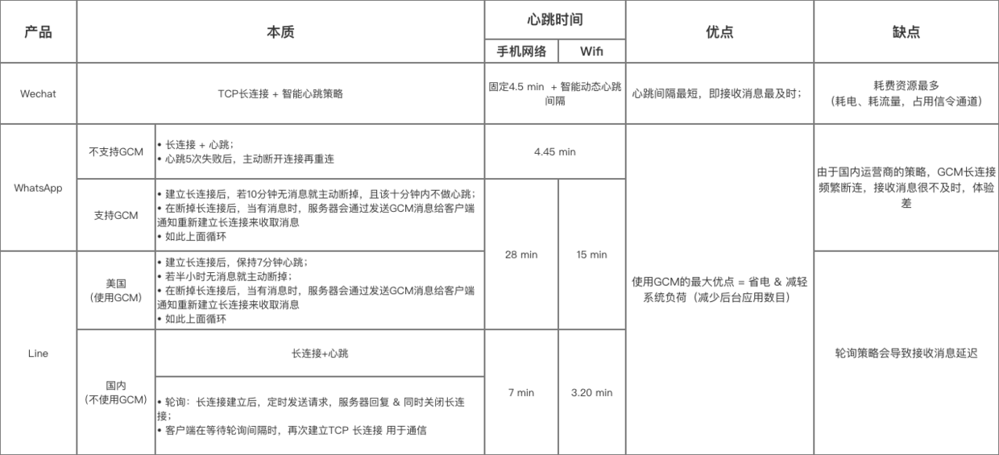 产品
本质
心跳时间
手机网络
Wifi
优点
缺点
Wechat
TCP长连接 + 智能心跳策略
固定4.5 min + 智能动态心跳
间隔
心跳间隔最短，即接收消息最及时；
耗费资源最多
（耗电、耗流量，占用信令通道）
WhatsApp
不支持GCM
• 长连接 + 心跳；
• 心跳5次失败后，主动断开连接再重连
4.45 min
支持GCM
• 建立长连接后，若10分钟无消息就主动断掉，且该十分钟内不做心跳；
• 在断掉长连接后，当有消息时，服务器会通过发送GCM消息给客户端
通知重新建立长连接来收取消息
• 如此上面循环
28 min
15 min
使用GCM的最大优点 = 省电 & 减轻
系统负荷（减少后台应用数目）
由于国内运营商的策略，GCM长连接
频繁断连，接收消息很不及时，体验
差
Line
美国
（使用GCM）
• 建立长连接后，保持7分钟心跳；
• 若半小时无消息就主动断掉；
• 在断掉长连接后，当有消息时，服务器会通过发送GCM消息给客户端
通知重新建立长连接来收取消息
• 如此上面循环
国内
（不使用GCM）
长连接+心跳
• 轮询：长连接建立后，定时发送请求，服务器回复 & 同时关闭长连
接；
• 客户端在等待轮询间隔时，再次建立TCP 长连接 用于通信
7 min
3.20 min
轮询策略会导致接收消息延迟